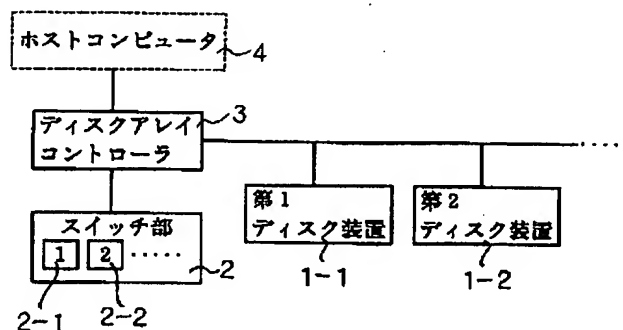 ホストコンピュータ
4
ディスクアレイ
コントローラ
3
第1
ディスク装置
1-1
第2
ディスク装置
1-2
スイッチ部
1 2 ・・・・・
2
2-1 2-2